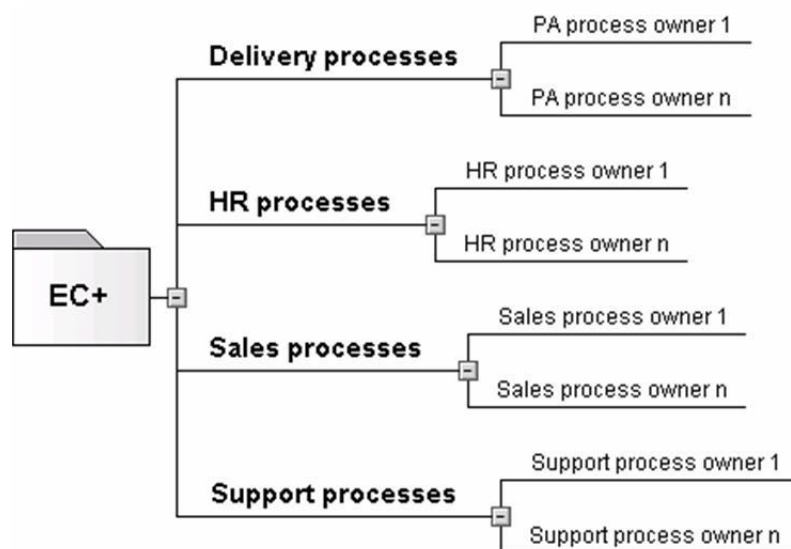 PA process owner 1
Delivery processes
PA process owner n
HR process owner 1
HR processes
HR process owner n
EC+
Sales process owner 1
Sales processes
Sales process owner n
Support process owner 1
Support processes
Support process owner n